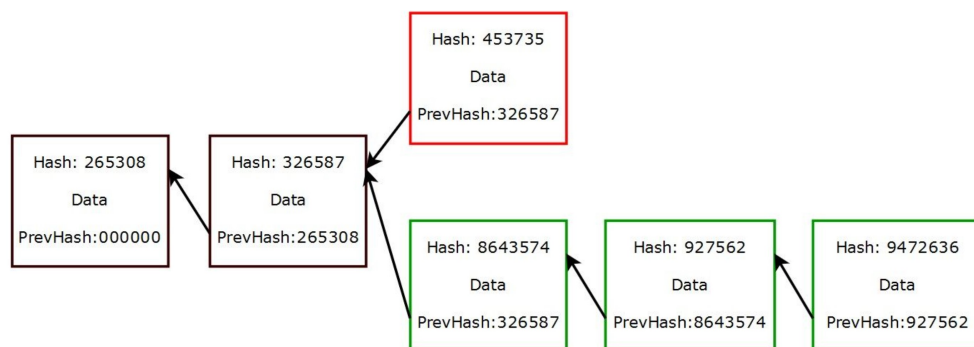 Hash: 265308
Data
PrevHash:000000
Hash: 326587
Data
PrevHash:265308
Hash: 453735
Data
PrevHash:326587
Hash: 8643574
Data
PrevHash:326587
Hash: 927562
Data
PrevHash:8643574
Hash: 9472636
Data
PrevHash:927562